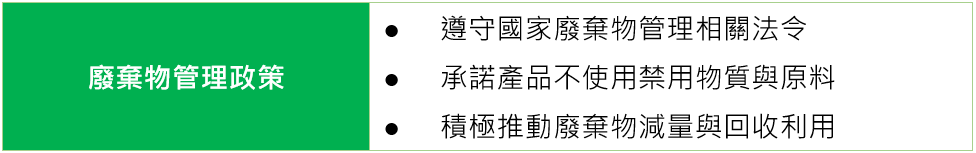 廢棄物管理政策
● 遵守國家廢棄物管理相關法令
● 承諾產品不使用禁用物質與原料
● 積極推動廢棄物減量與回收利用